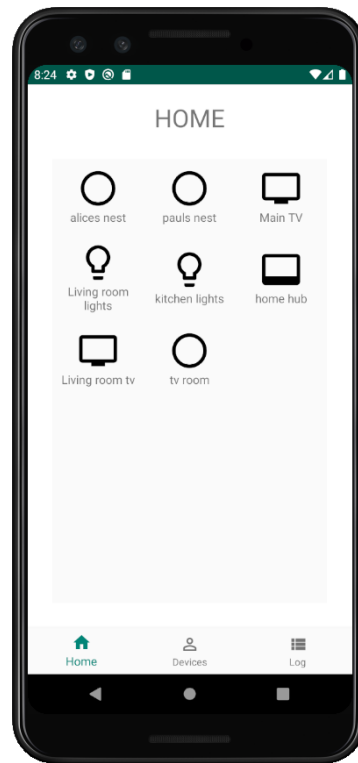 8:24
HOME
alices nest pauls nest Main TV
Living room
lights
kitchen lights home hub
Living room tv tv room
Home Devices Log